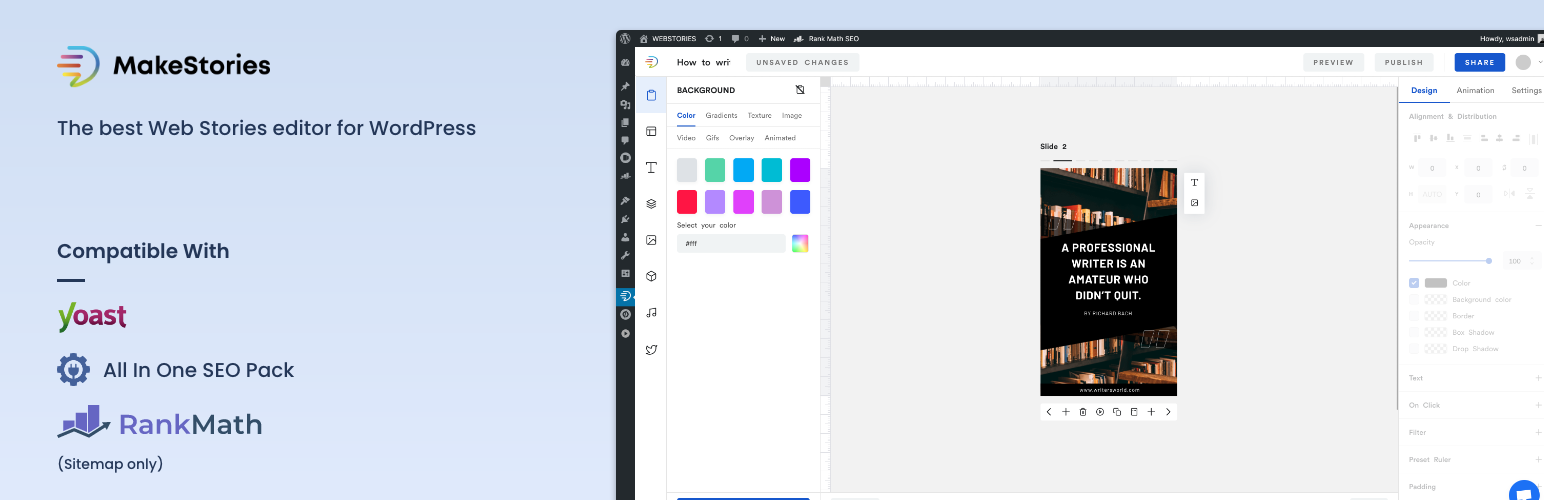 MakeStories
The best Web Stories editor for WordPress
Compatible With
yoast
All In One SEO Pack
RankMath
(Sitemap only)
WEBSTORIES 1 0 New Rank Math SEO Howdy, wsadmin
How to wri UNSAVED CHANGES PREVIEW PUBLISH SHARE
BACKGROUND
Color Gradients Texture Image
Video Gifs Overlay Animated
Select your color
#fff
Slide 2
A PROFESSIONAL
WRITER IS AN
AMATEUR WHO
DIDN'T QUIT.
- BY RICHARD BACH
www.writersworld.com
Design Animation Settings
Alignment & Distribution
W 0 X 0 0
H AUTO Y 0
Appearance
Opacity
100
Color
Background color
Border
Box Shadow
Drop Shadow
Text
On Click
Filter
Preset Ruler
Padding